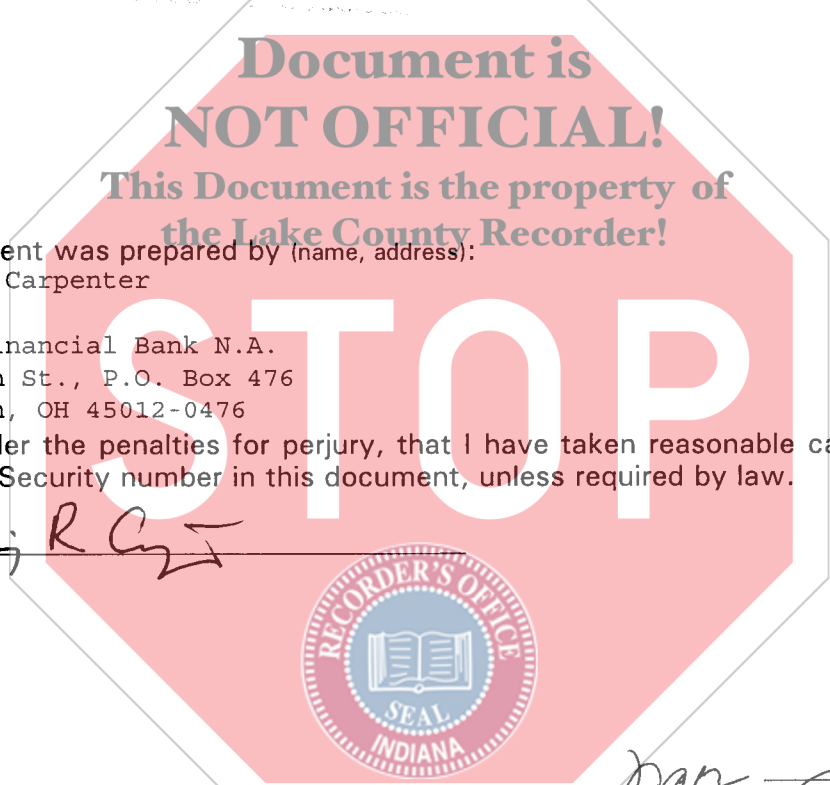 Document is
NOT OFFICIAL!
This Document is the property of
the Lake County Recorder!
ent was prepared by (name, address):
Carpenter
nancial Bank N.A.
St., P.O. Box 476
, OH 45012-0476
er the penalties for perjury, that I have taken reasonable ca
Security number in this document, unless required by law.
STOP
RECORDER'S OFFICE
SEAL
INDIANA